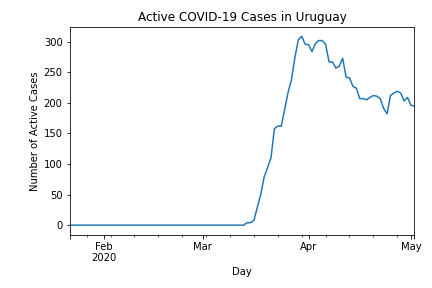 Active COVID-19 Cases in Uruguay
Number of Active Cases
300
250
200
150
100
50
0
Feb
2020
Mar
Apr
May
Day